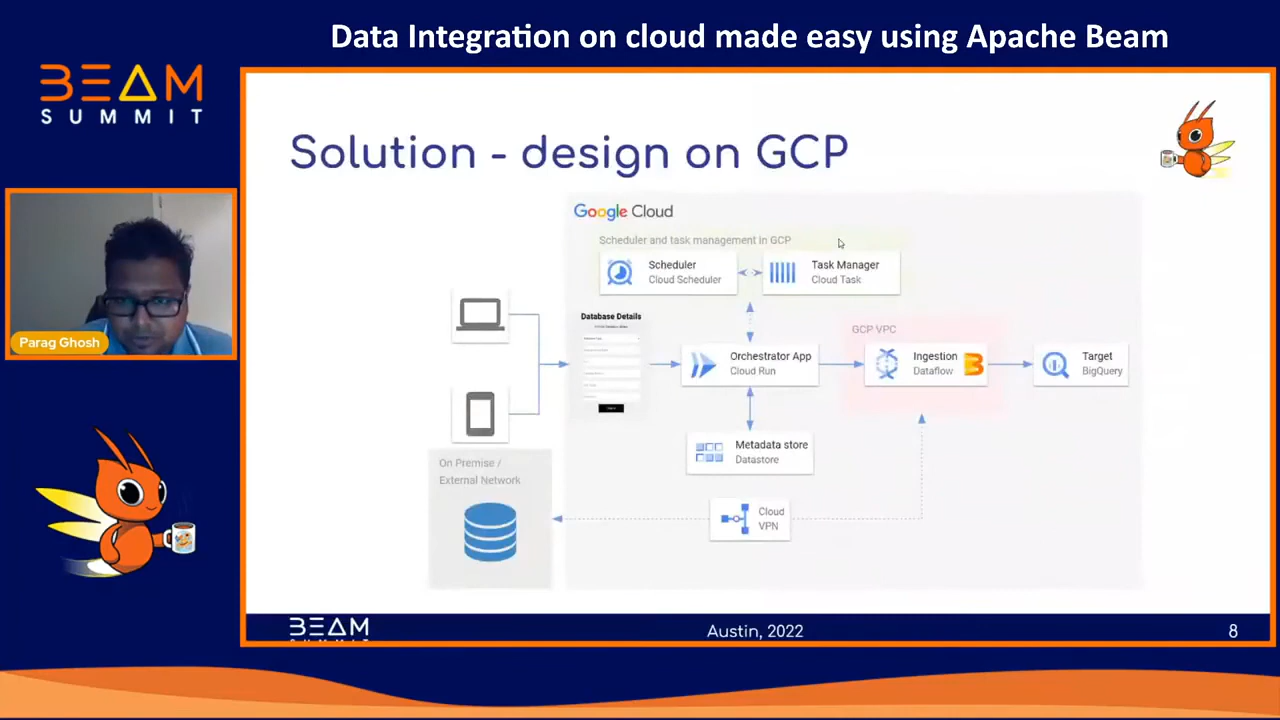 Data Integration on cloud made easy using Apache Beam
BEAM
SUMMIT
Solution - design on GCP
Google Cloud
Scheduler and task management in GCP
Scheduler
Cloud Scheduler
Task Manager
Cloud Task
Database Details
GCP VPC
Orchestrator App
Cloud Run
Ingestion
Dataflow
Target
BigQuery
Parag Ghosh
Metadata store
Datastore
On Premise /
External Network
Cloud
VPN
BEAM
Austin, 2022
8